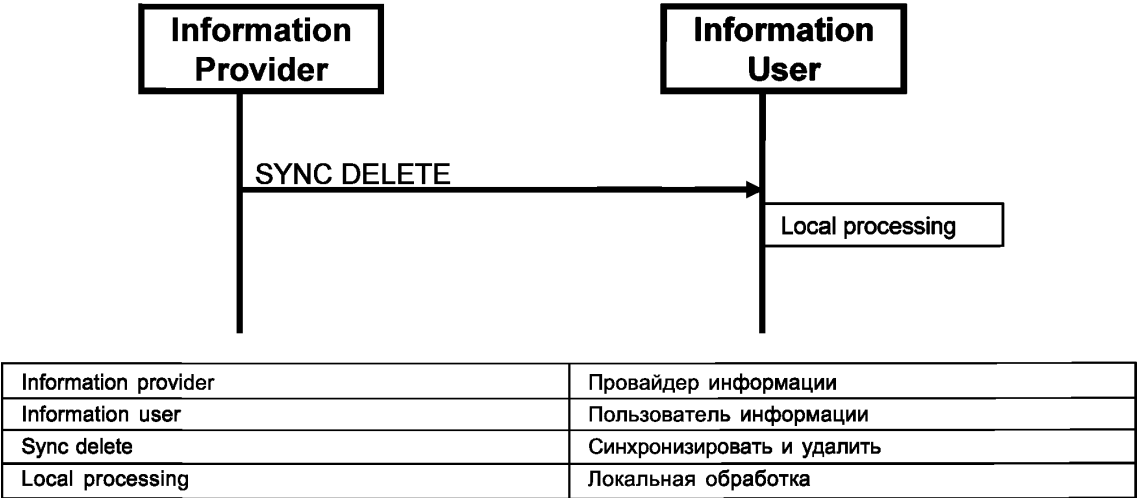 Information
Provider
Information
User
SYNC DELETE
Local processing
Information provider Провайдер информации
Information user Пользователь информации
Sync delete Синхронизировать и удалить
Local processing Локальная обработка